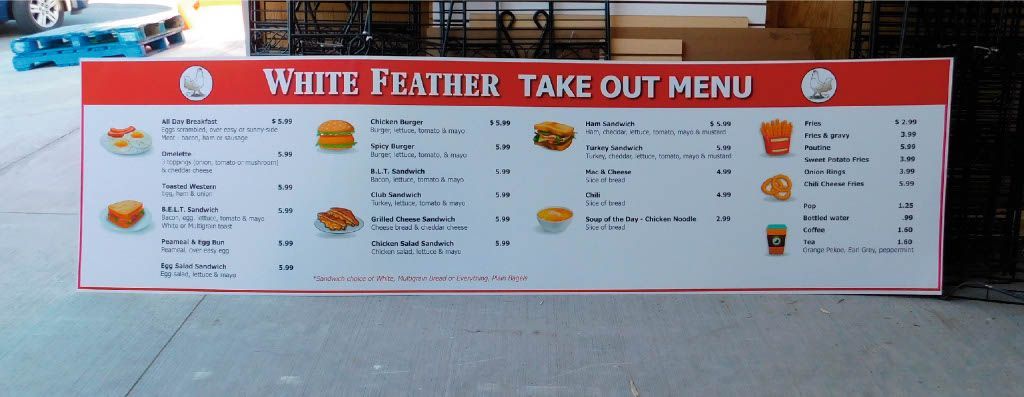 WHITE FEATHER TAKE OUT MENU
All Day Breakfast $ 5.99
Eggs scrambled, over easy or sunny-side
Meat - bacon, ham or sausage
Omelette 5.99
3 toppings (onion, tomato or mushroom)
& cheddar cheese
Toasted Western 5.99
Egg, ham & onion
B.E.L.T. Sandwich 5.99
Bacon, egg, lettuce, tomato & mayo
White or Multigrain toast
Peameal & Egg Bun 5.99
Peameal, over easy egg
Egg Salad Sandwich 5.99
Egg salad, lettuce & mayo
Chicken Burger $ 5.99
Burger, lettuce, tomato & mayo
Spicy Burger 5.99
Burger, lettuce, tomato, & mayo
B.L.T. Sandwich 5.99
Bacon, lettuce, tomato & mayo
Club Sandwich 5.99
Turkey, lettuce, tomato & mayo
Grilled Cheese Sandwich 5.99
Cheese bread & cheddar cheese
Chicken Salad Sandwich 5.99
Chicken salad, lettuce & mayo
Ham Sandwich $ 5.99
Ham, cheddar, lettuce, tomato, mayo & mustard
Turkey Sandwich 5.99
Turkey, cheddar, lettuce, tomato, mayo & mustard
Mac & Cheese 4.99
Slice of bread
Chili 4.99
Slice of bread
Soup of the Day - Chicken Noodle 2.99
Slice of bread
Fries $ 2.99
Fries & gravy 3.99
Poutine 5.99
Sweet Potato Fries 3.99
Onion Rings 3.99
Chili Cheese Fries 5.99
Pop 1.25
Bottled water .99
Coffee 1.60
Tea 1.60
Orange Pekoe, Earl Grey, peppermint
*Sandwich choice of White, Multigrain Bread or Everything, Plain Bagels